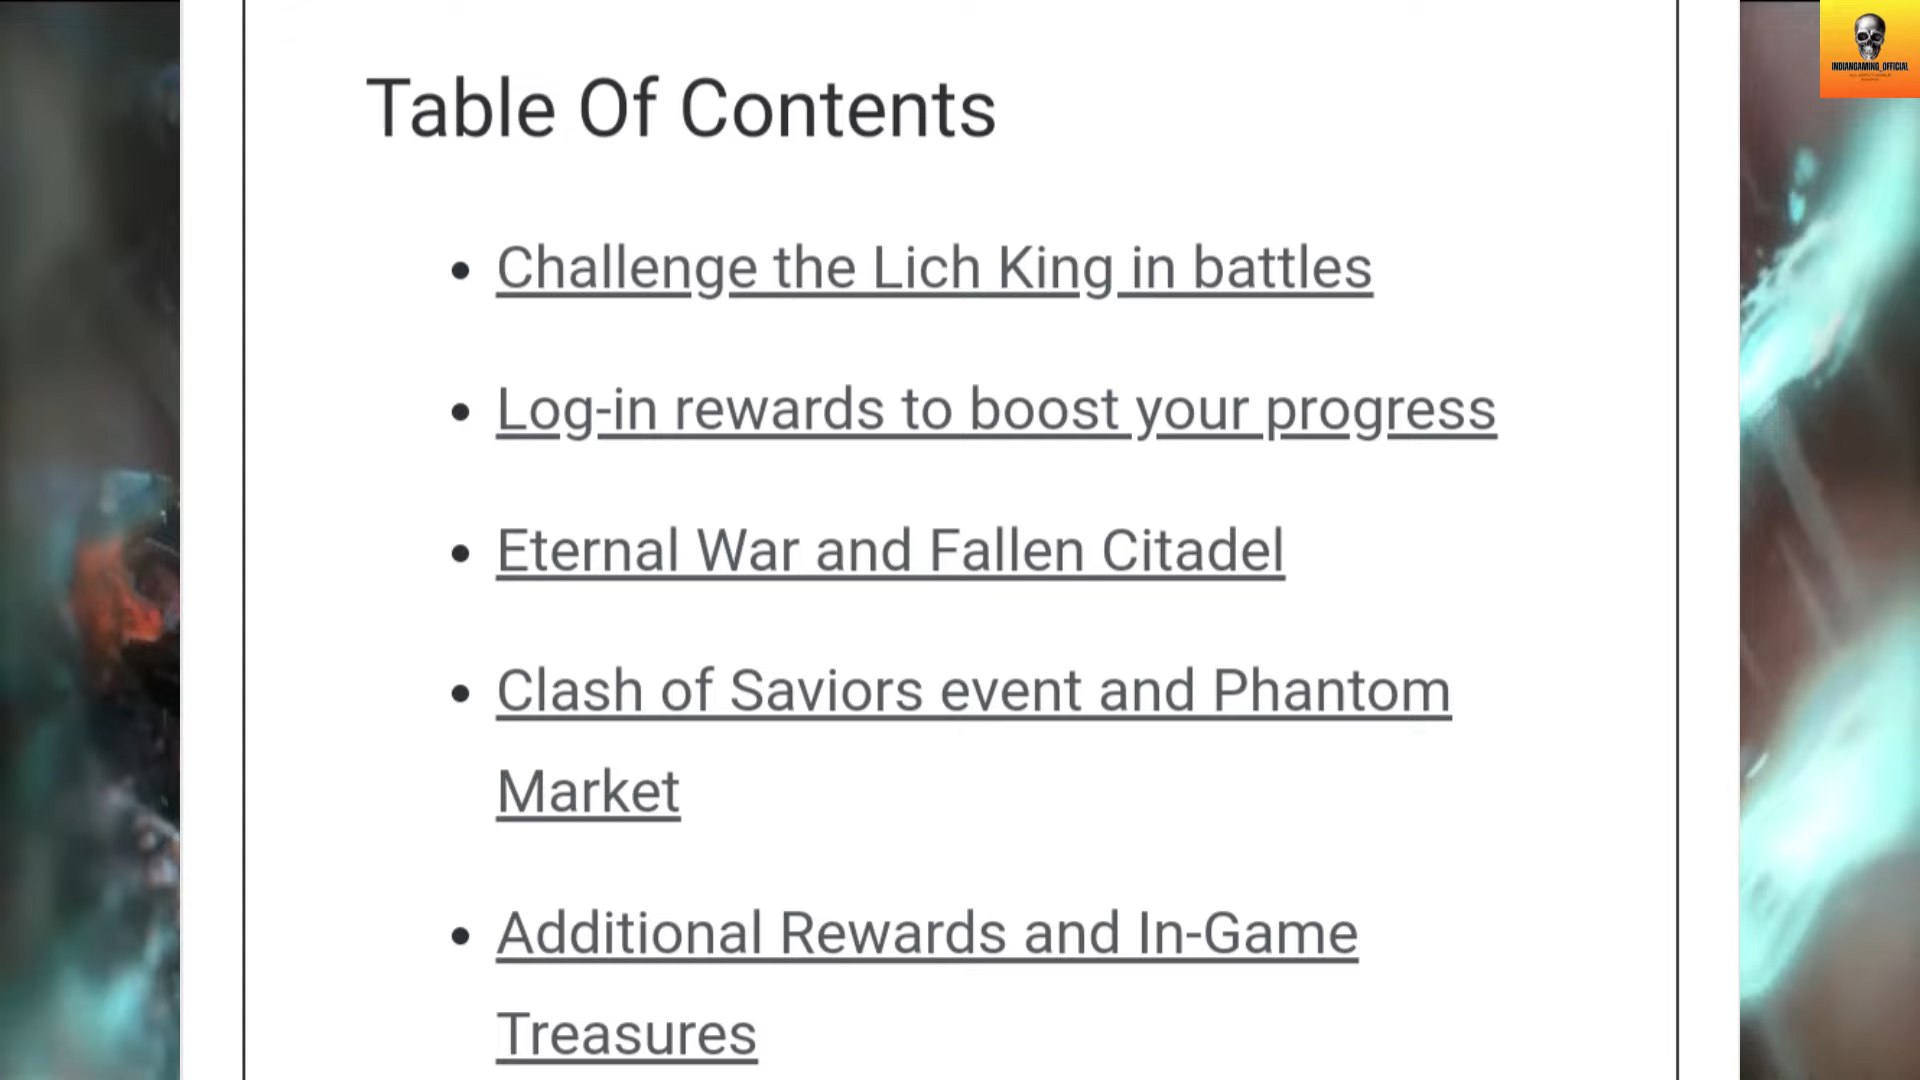 INDIANGAMING_OFFICIAL
Table Of Contents
Challenge the Lich King in battles
Log-in rewards to boost your progress
Eternal War and Fallen Citadel
Clash of Saviors event and Phantom
Market
Additional Rewards and In-Game
Treasures